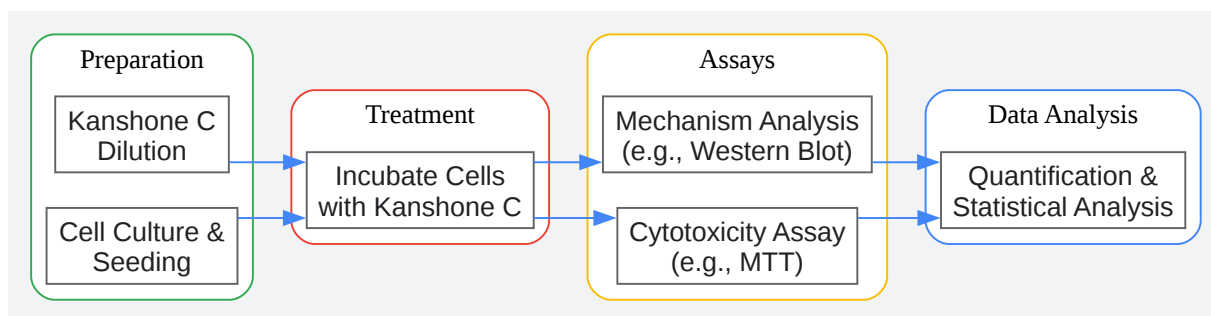 Preparation
Kanshone C
Dilution
Cell Culture &
Seeding
Treatment
Incubate Cells
with Kanshone C
Assays
Mechanism Analysis
(e.g., Western Blot)
Cytotoxicity Assay
(e.g., MTT)
Data Analysis
Quantification &
Statistical Analysis